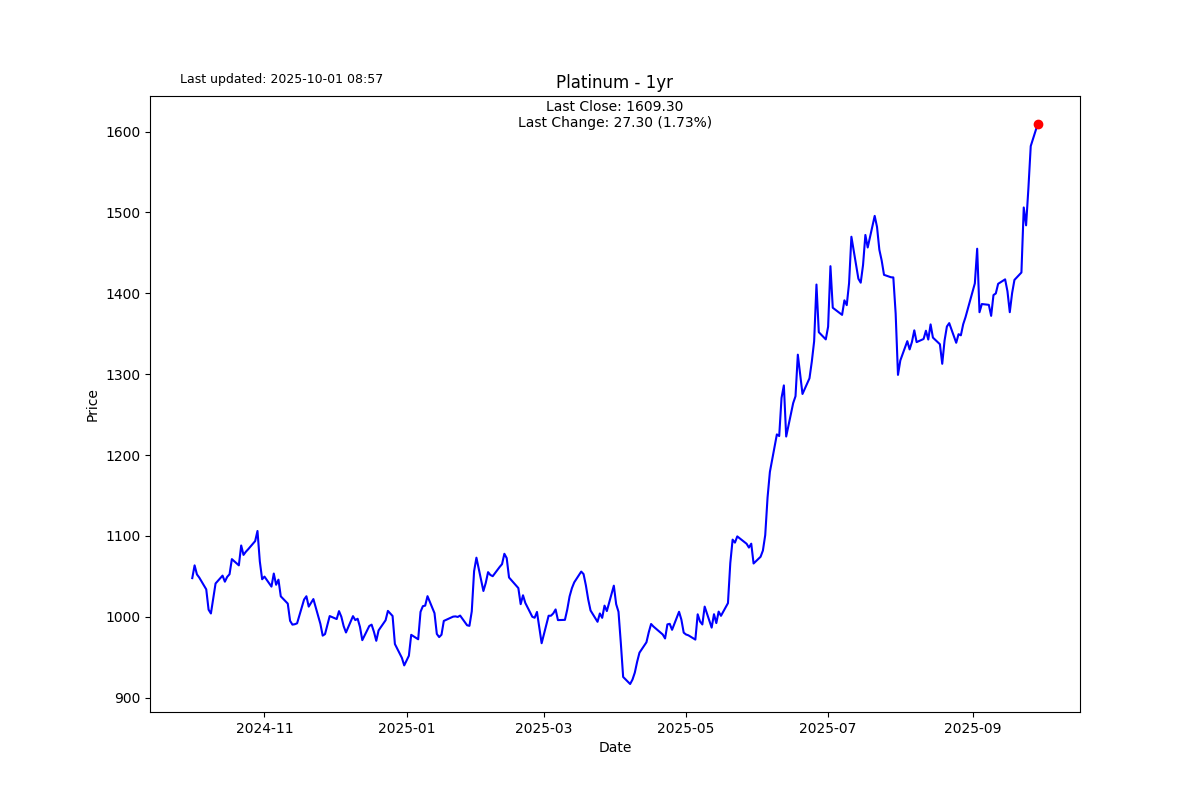 Last updated: 2025-10-01 08:57
Platinum - 1yr
Last Close: 1609.30
Last Change: 27.30 (1.73%)
Price
1600
1500
1400
1300
1200
1100
1000
900
2024-11
2025-01
2025-03
2025-05
2025-07
2025-09
Date